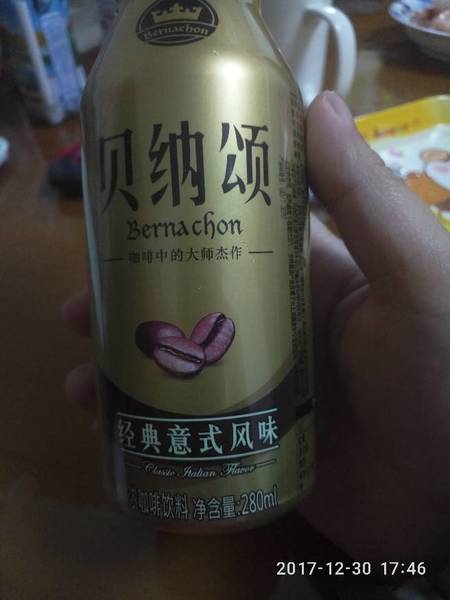 Bernachon
贝纳颂
Bernachon
咖啡中的大师杰作
经典意式风味
Classic Italian Flavor
浓咖啡饮料 净含量:280ml
2017-12-30 17:46